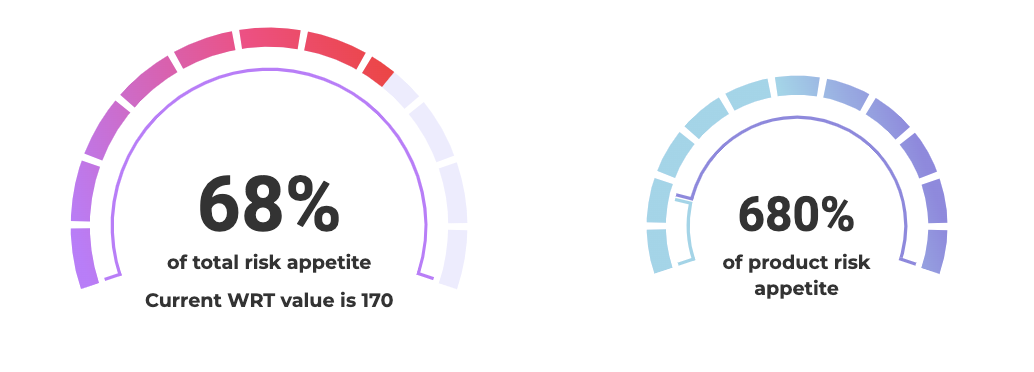 68%
of total risk appetite
Current WRT value is 170
680%
of product risk
appetite